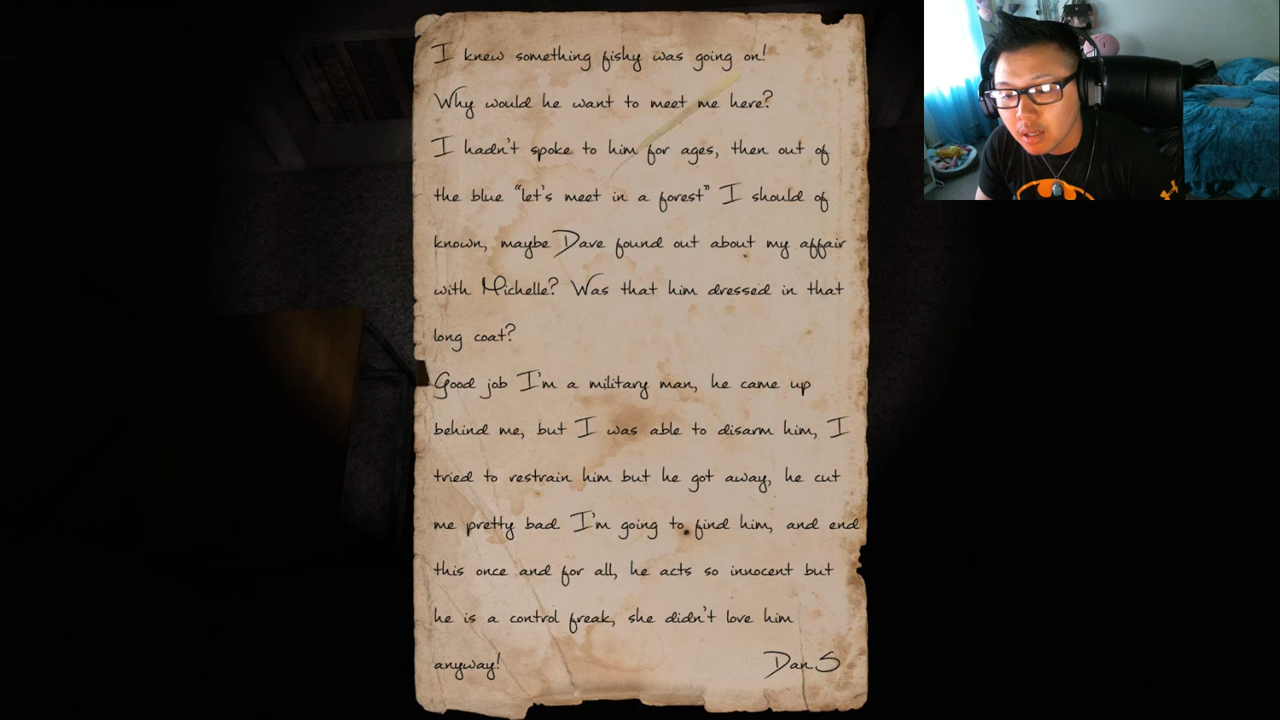 I knew something fishy was going on!
Why would he want to meet me here?
I hadn't spoke to him for ages, then out of
the blue "let's meet in a forest" I should of
known, maybe Dave found out about my affair
with Michelle? Was that him dressed in that
long coat?
Good job I'm a military man, he came up
behind me, but I was able to disarm him, I
tried to restrain him but he got away, he cut
me pretty bad. I'm going to find him, and end
this once and for all, he acts so innocent but
he is a control freak, she didn't love him
anyway! Dan.S